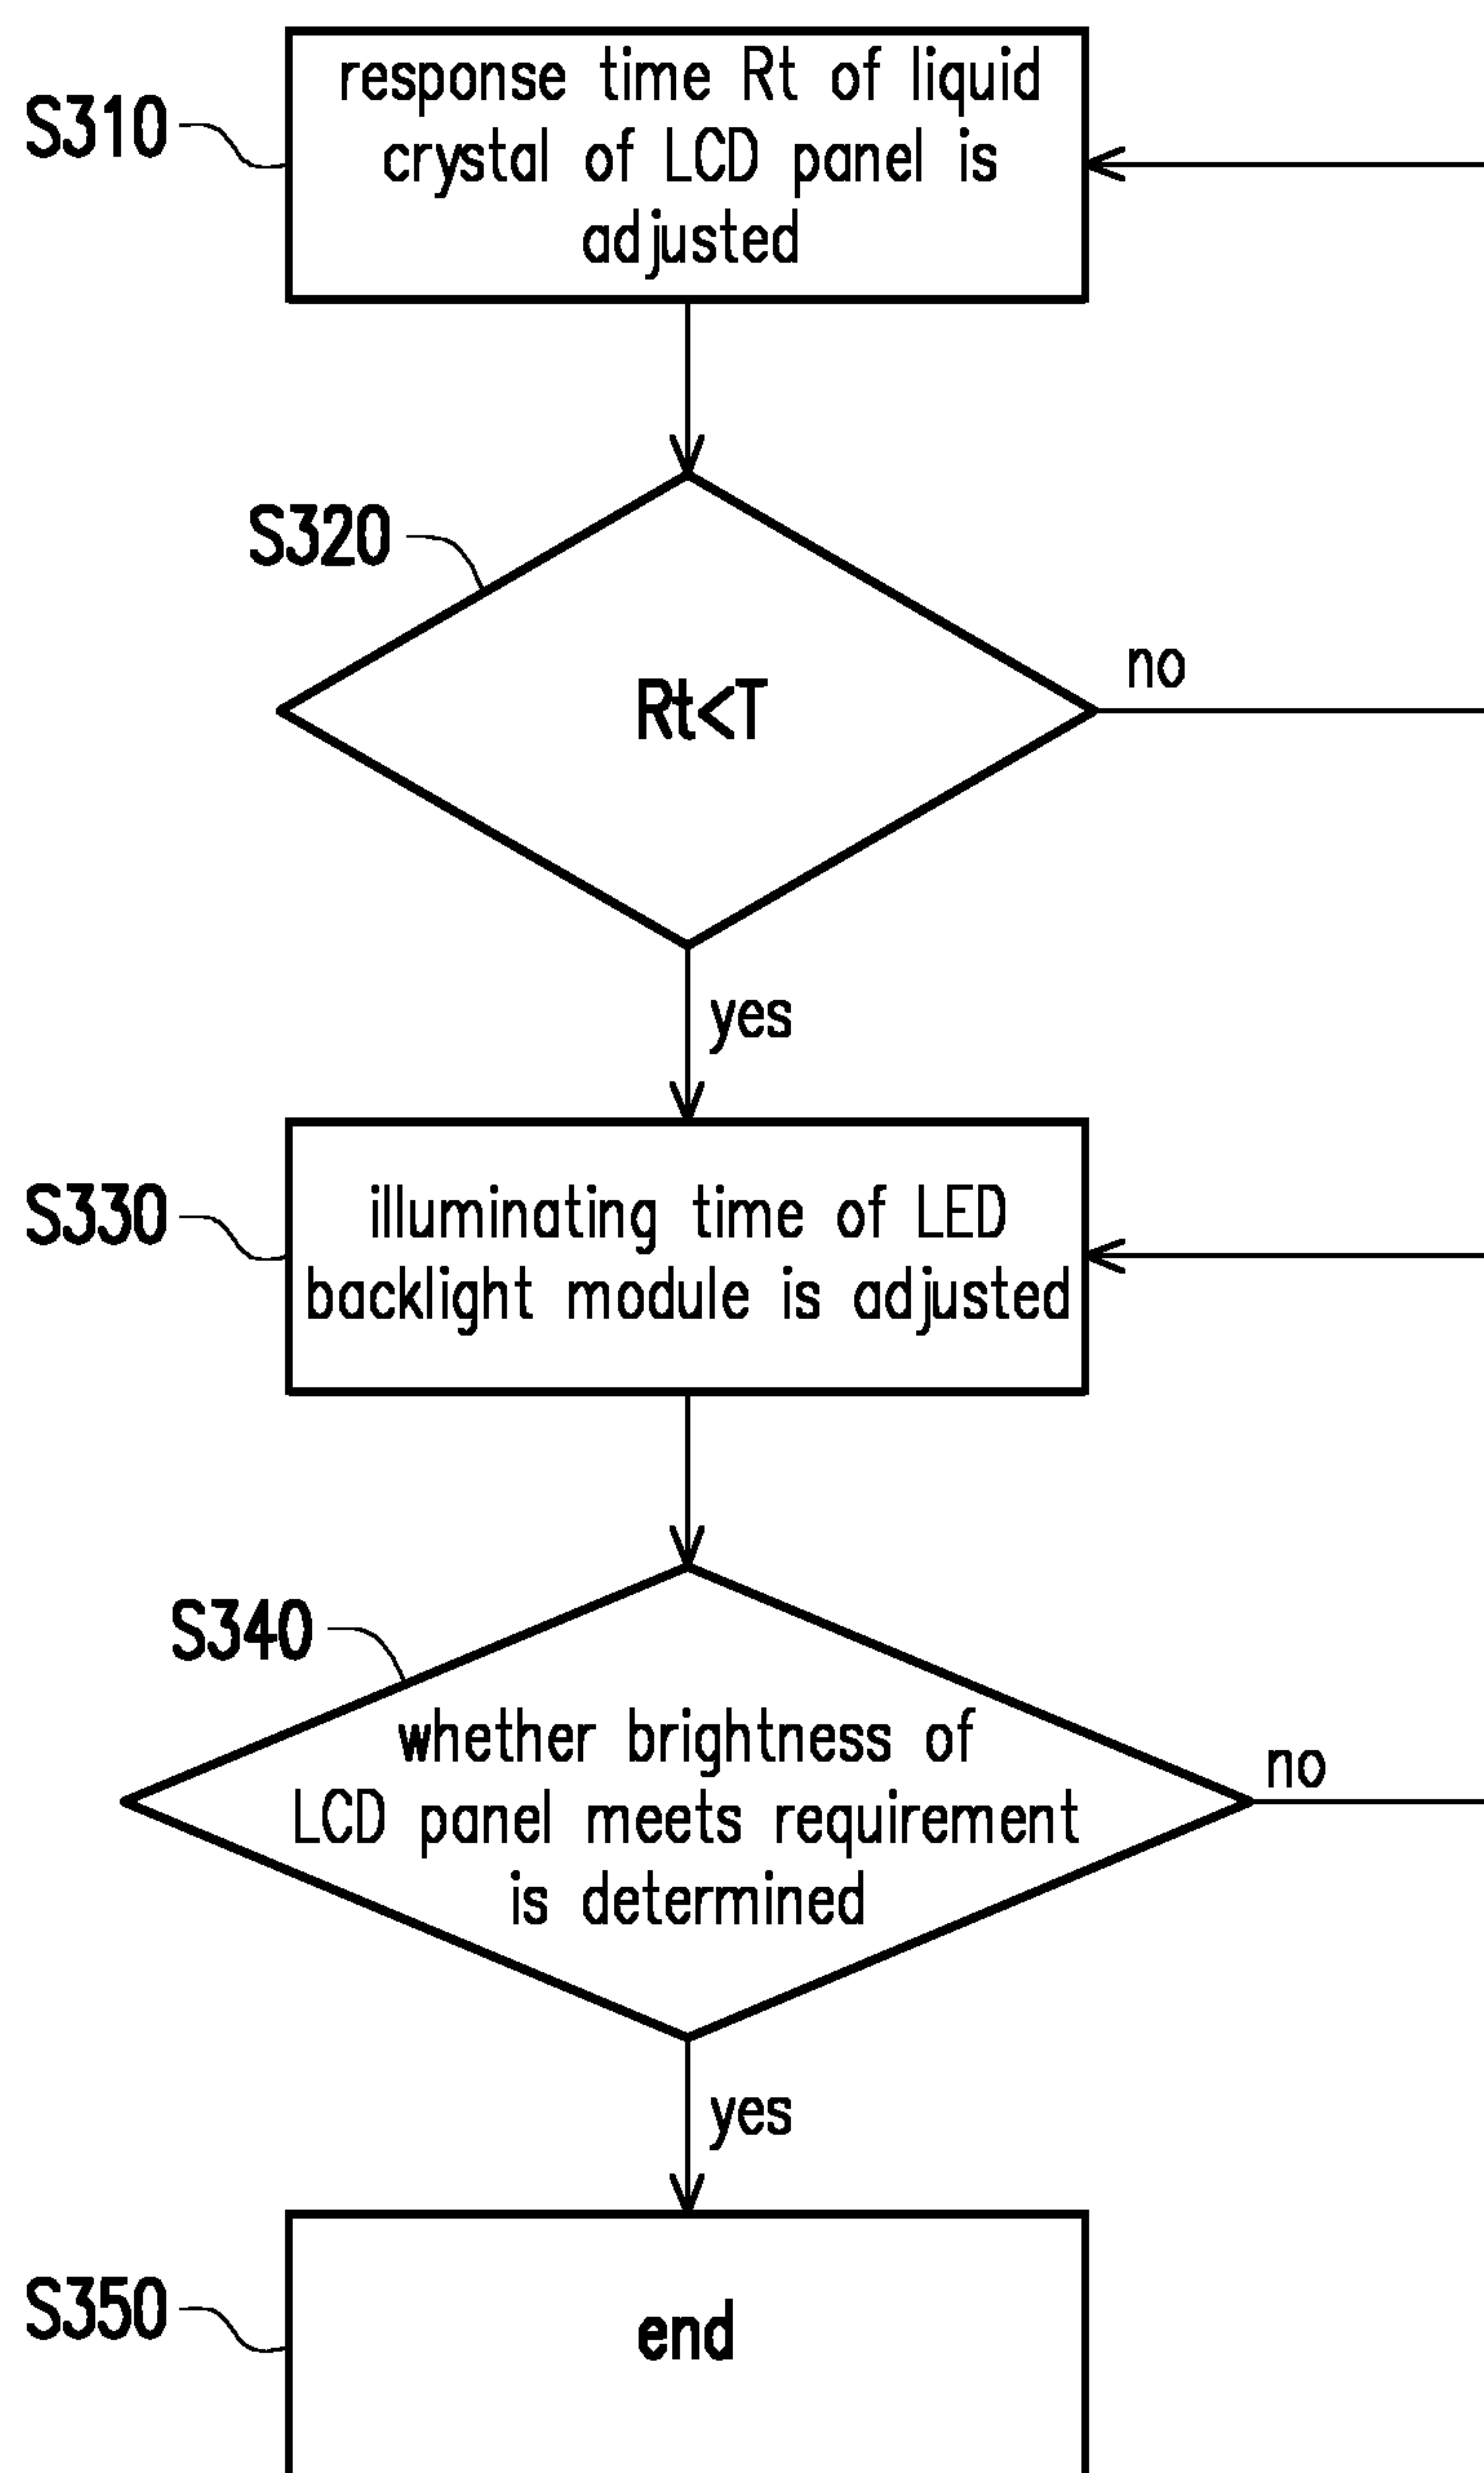 S310
response time Rt of liquid
crystal of LCD panel is
adjusted
S320
Rt<T
no
yes
S330
illuminating time of LED
backlight module is adjusted
S340
whether brightness of
LCD panel meets requirement
is determined
no
yes
S350
end